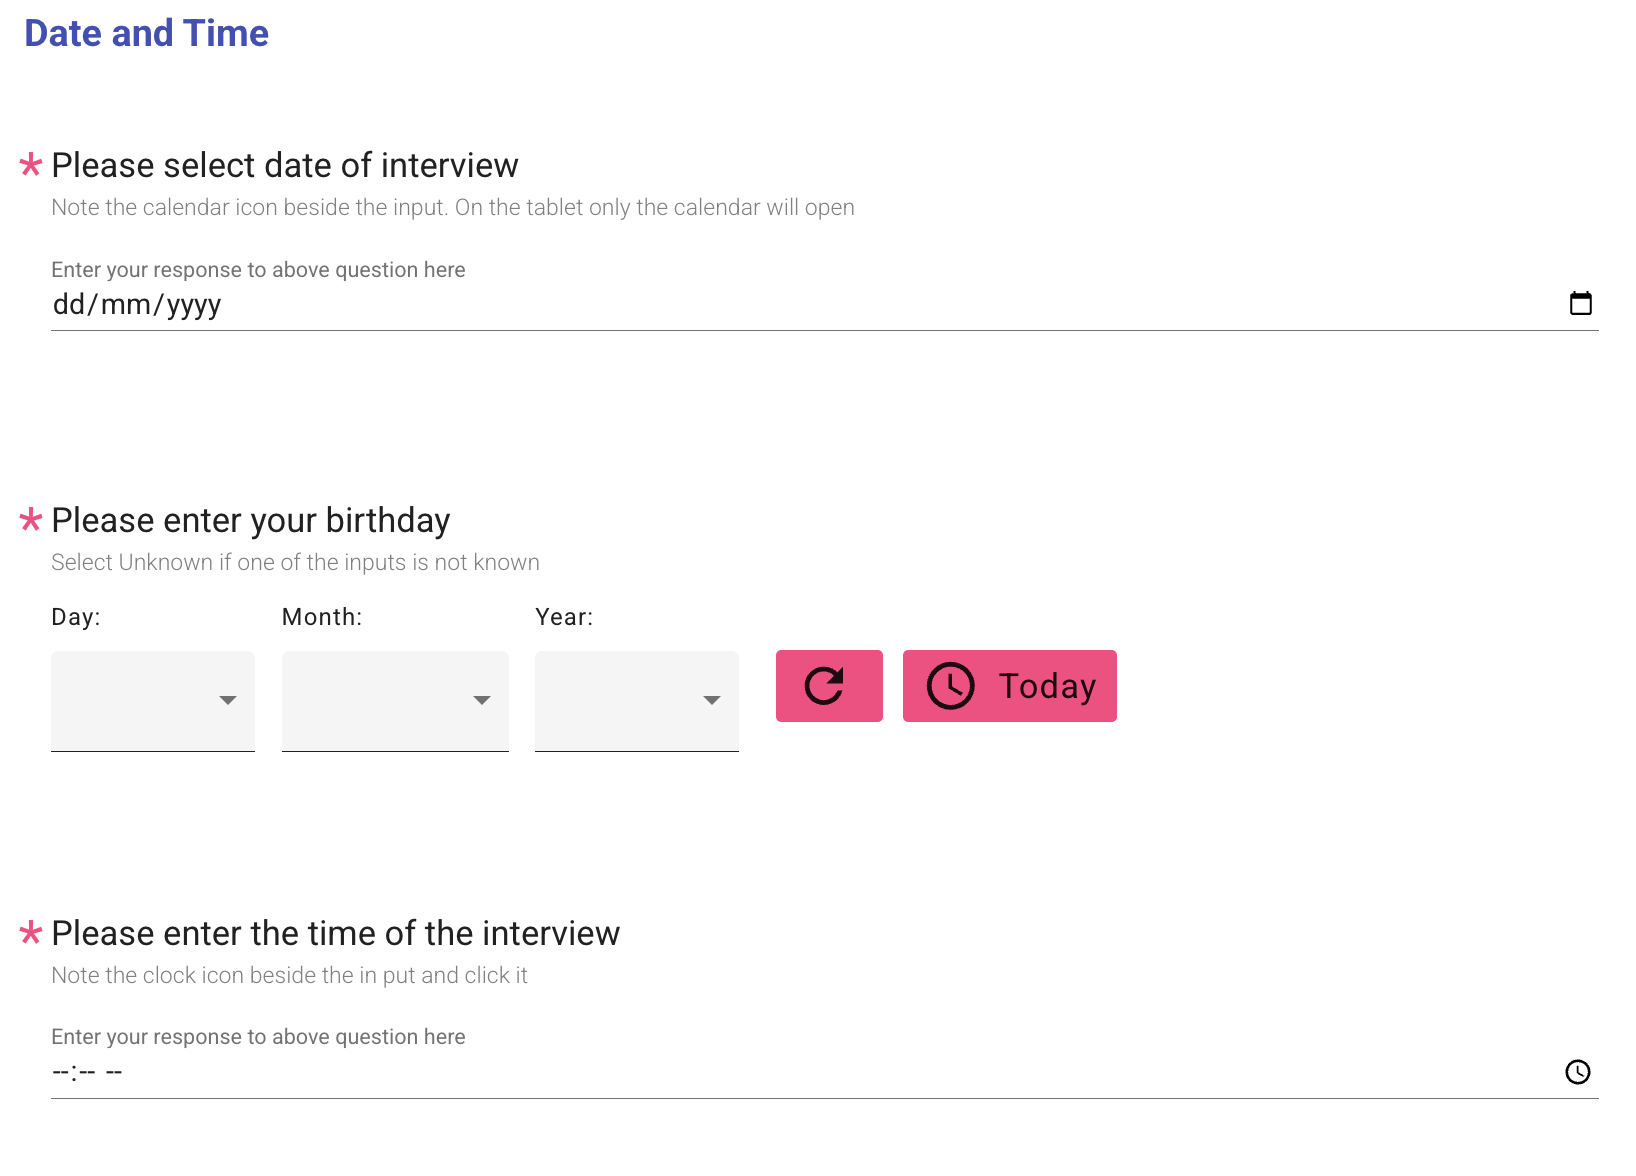 Date and Time
* Please select date of interview
Note the calendar icon beside the input. On the tablet only the calendar will open
Enter your response to above question here
dd/mm/yyyy
* Please enter your birthday
Select Unknown if one of the inputs is not known
Day: Month: Year:
Today
* Please enter the time of the interview
Note the clock icon beside the in put and click it
Enter your response to above question here
--:-- --